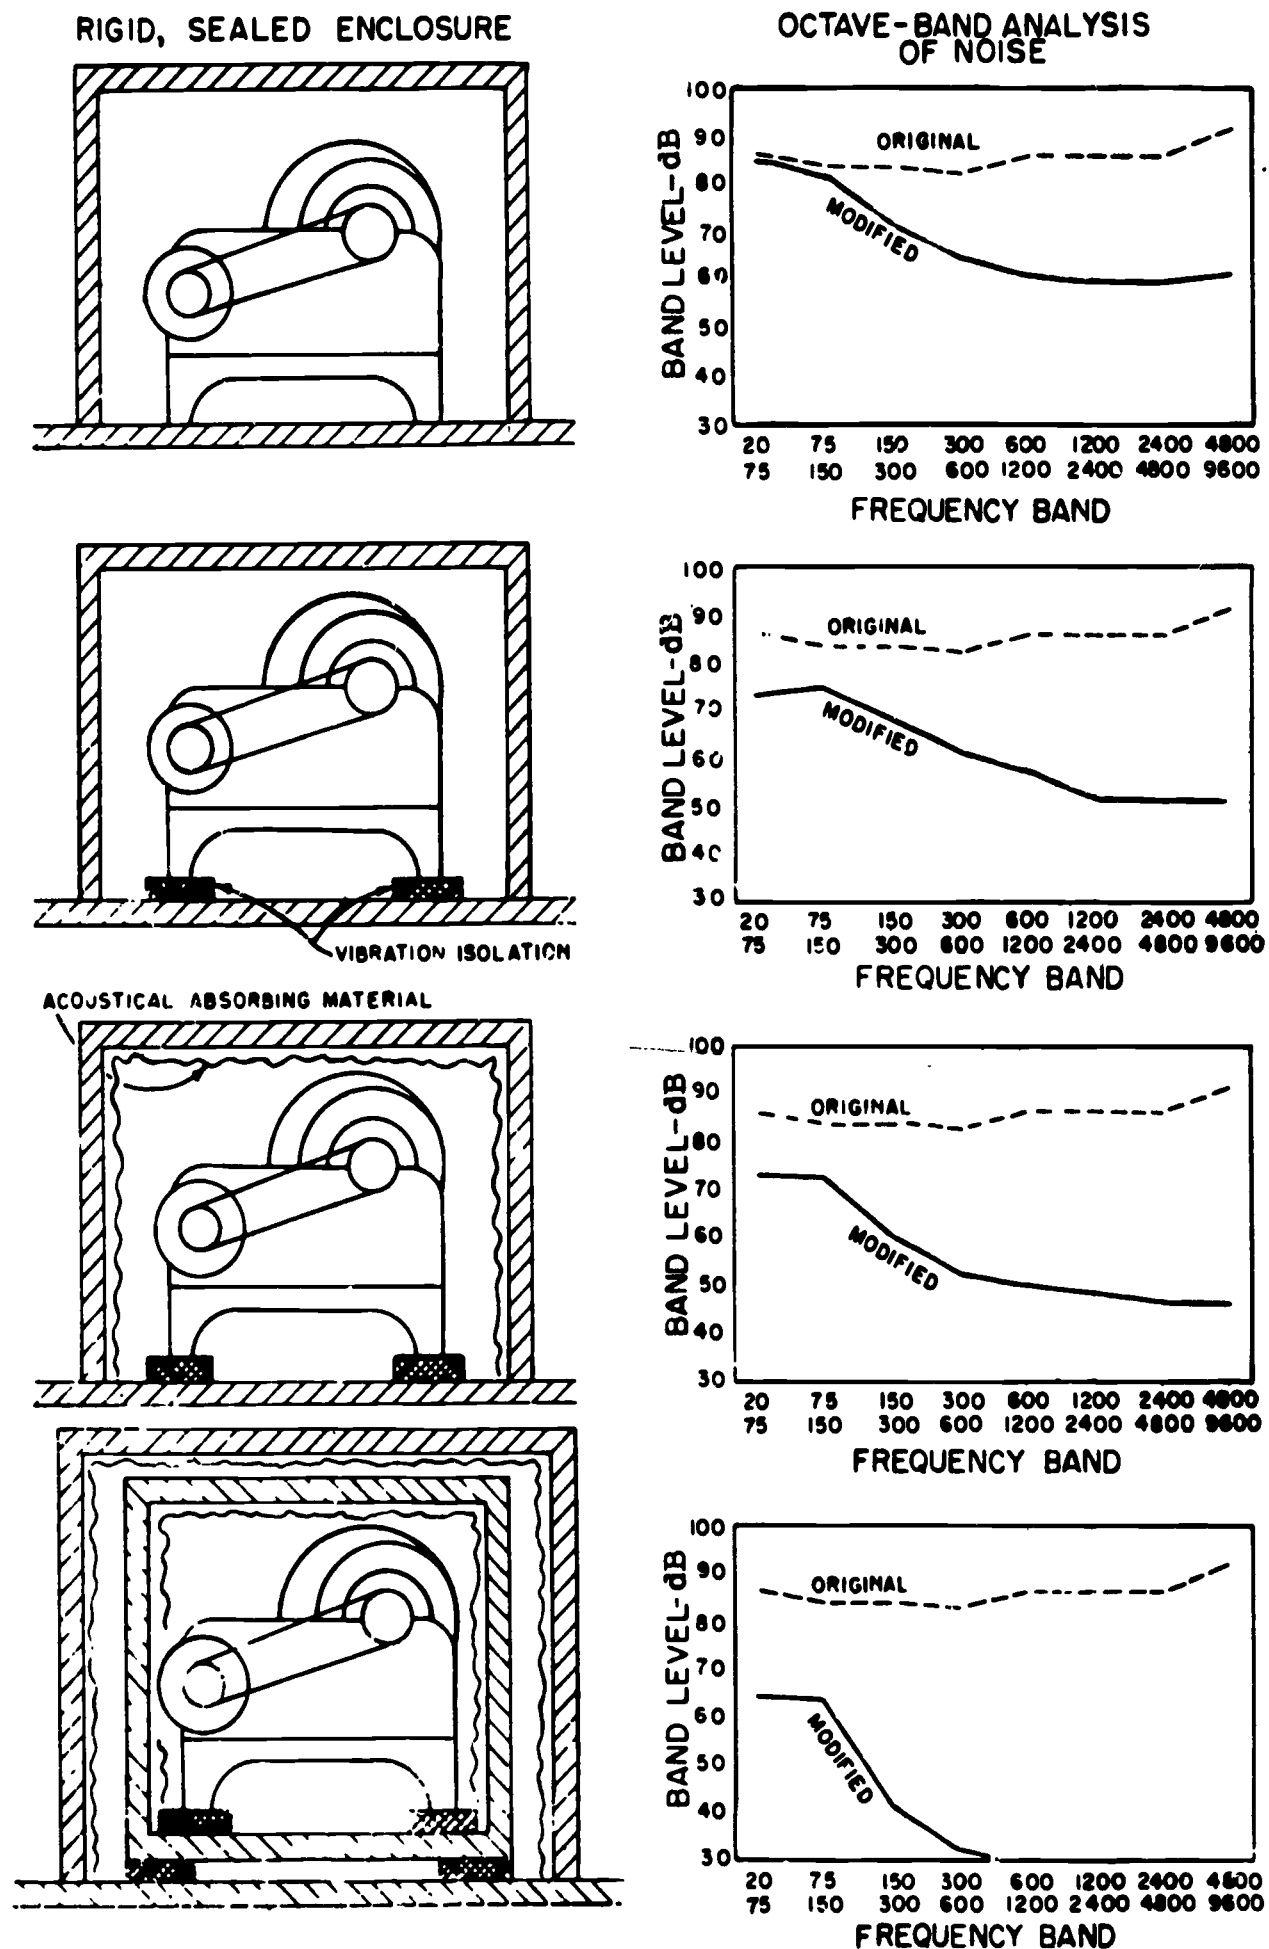 RIGID, SEALED ENCLOSURE
OCTAVE-BAND ANALYSIS
OF NOISE
BAND LEVEL-dB
100
90
80
70
60
50
40
30
ORIGINAL
MODIFIED
20 75 150 300 600 1200 2400 4800
75 150 300 600 1200 2400 4800 9600
FREQUENCY BAND
VIBRATION ISOLATION
BAND LEVEL-dB
100
90
80
70
60
50
40
30
ORIGINAL
MODIFIED
20 75 150 300 600 1200 2400 4800
75 150 300 600 1200 2400 4800 9600
FREQUENCY BAND
ACOUSTICAL ABSORBING MATERIAL
BAND LEVEL-dB
100
90
80
70
60
50
40
30
ORIGINAL
MODIFIED
20 75 150 300 600 1200 2400 4800
75 150 300 600 1200 2400 4800 9600
FREQUENCY BAND
BAND LEVEL-dB
100
90
80
70
60
50
40
30
ORIGINAL
MODIFIED
20 75 150 300 600 1200 2400 4800
75 150 300 600 1200 2400 4800 9600
FREQUENCY BAND